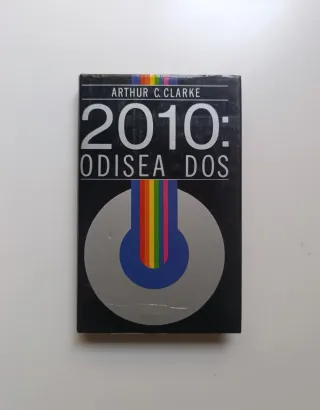 ARTHUR C. CLARKE
2010:
ODISEA DOS